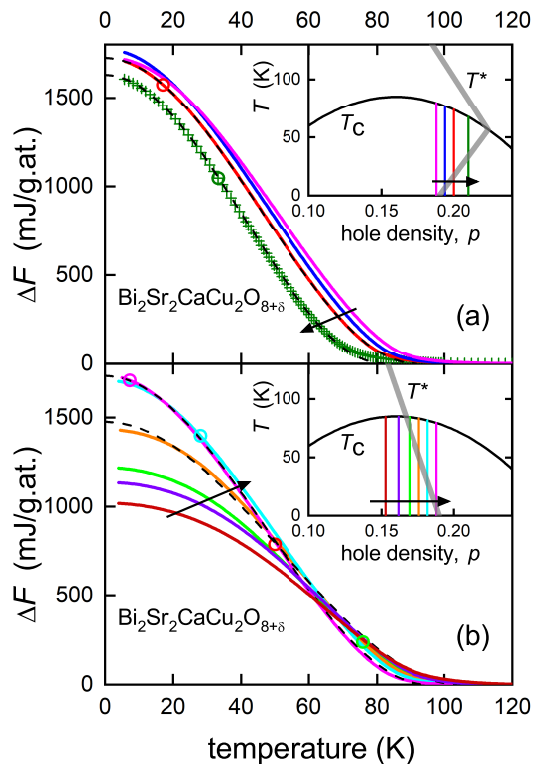 0 20 40 60 80 100 120
1500
1000
500
0
ΔF (mJ/g.at.)
Bi2Sr2CaCu2O8+δ
(a)
T (K)
100
50
0
T*
TC
0.10 0.15 0.20
hole density, p
1500
1000
500
0
ΔF (mJ/g.at.)
Bi2Sr2CaCu2O8+δ
(b)
T (K)
100
50
0
T*
TC
0.10 0.15 0.20
hole density, p
0 20 40 60 80 100 120
temperature (K)